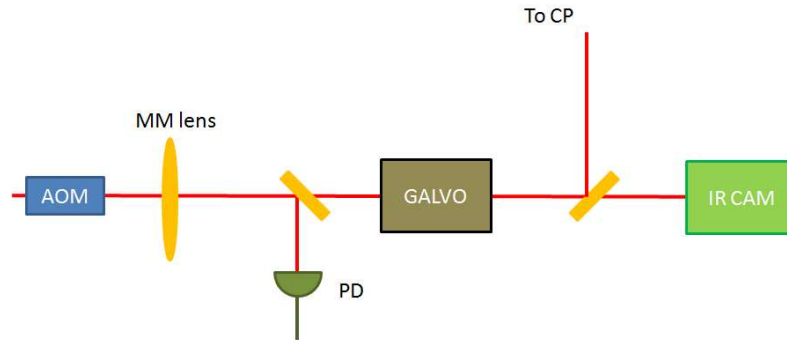 To CP
MM lens
AOM
GALVO
IR CAM
PD